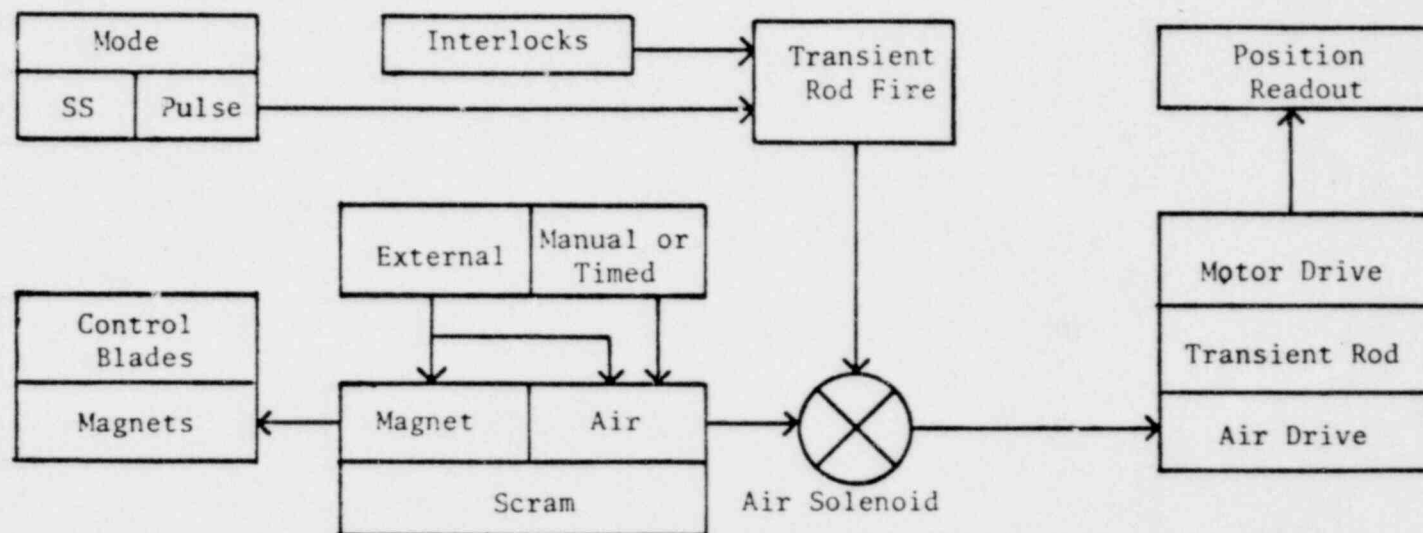 Mode
SS
Pulse
Interlocks
Transient
Rod Fire
Position
Readout
External
Manual or
Timed
Control
Blades
Magnets
Magnet
Air
Scram
Air Solenoid
Motor Drive
Transient Rod
Air Drive